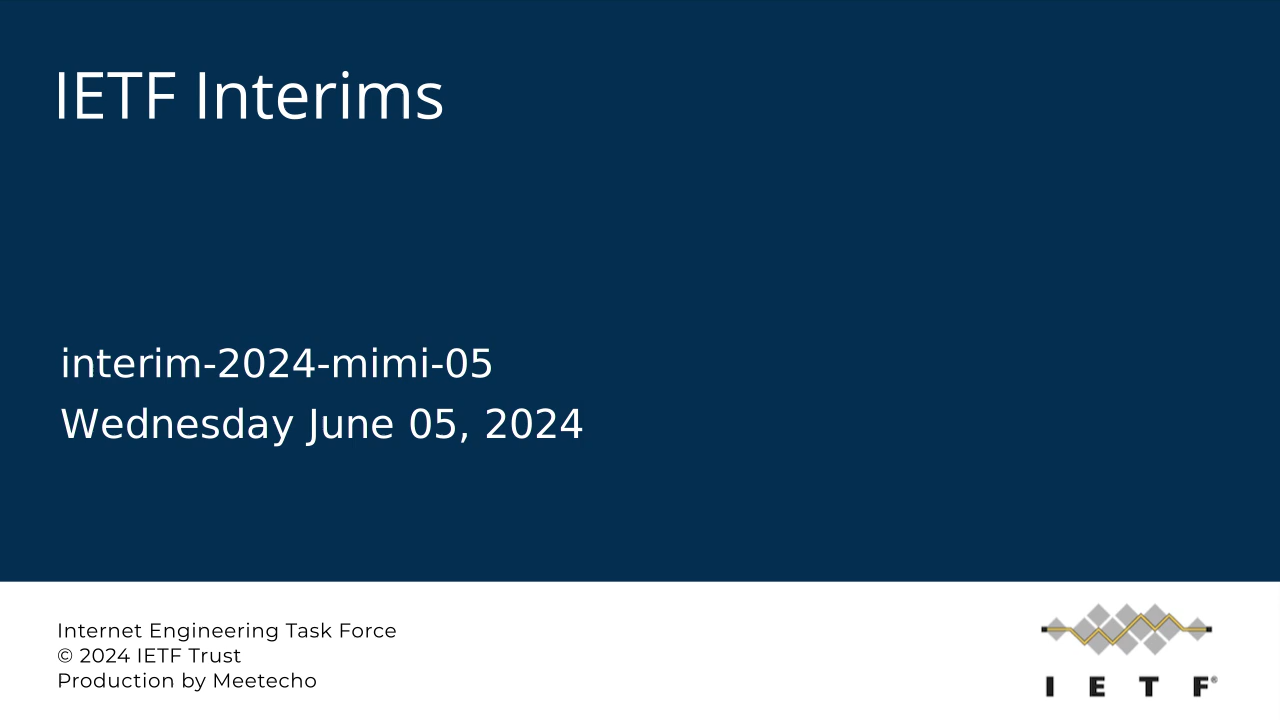 IETF Interims
interim-2024-mimi-05
Wednesday June 05, 2024
Internet Engineering Task Force
© 2024 IETF Trust
Production by Meetecho
I E T F®